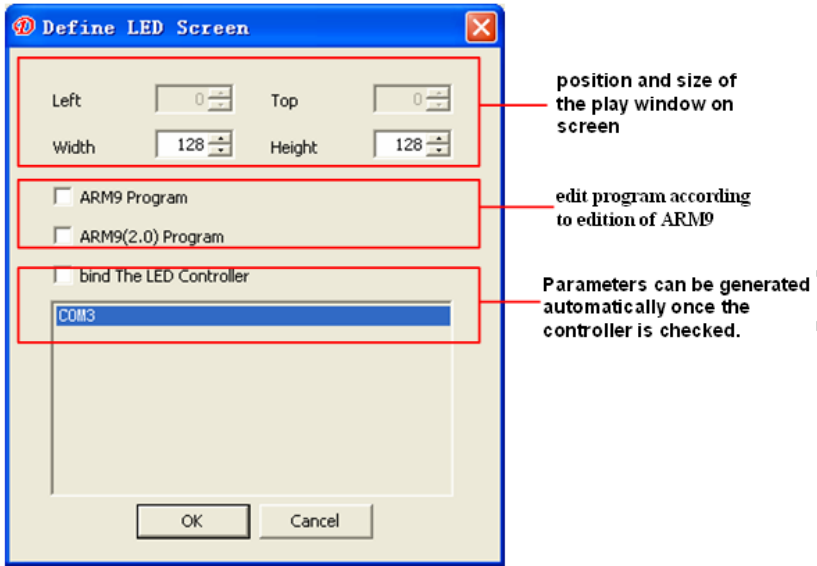 Define LED Screen
Left 0 Top 0
Width 128 Height 128
position and size of
the play window on
screen
ARM9 Program
ARM9(2.0) Program
edit program according
to edition of ARM9
bind The LED Controller
COM3
Parameters can be generated
automatically once the
controller is checked.
OK Cancel